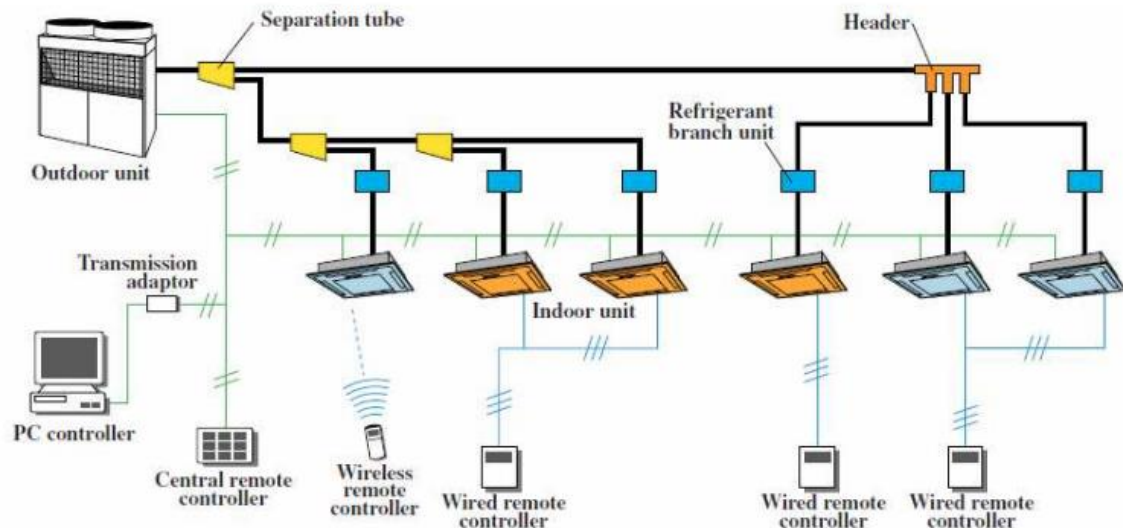 Separation tube
Header
Refrigerant
branch unit
Outdoor unit
Transmission
adaptor
Indoor unit
PC controller
Central remote
controller
Wireless
remote
controller
Wired remote
controller
Wired remote
controller
Wired remote
controller